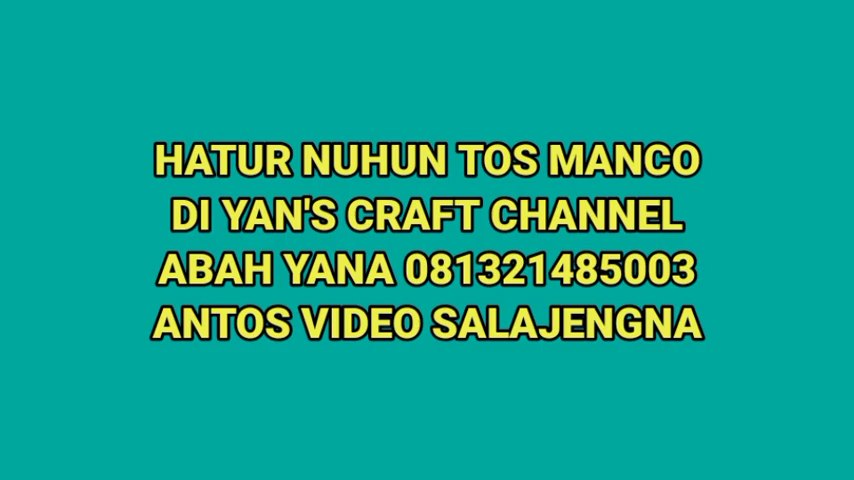 HATUR NUHUN TOS MANCO
DI YAN'S CRAFT CHANNEL
ABAH YANA 081321485003
ANTOS VIDEO SALAJENGNA